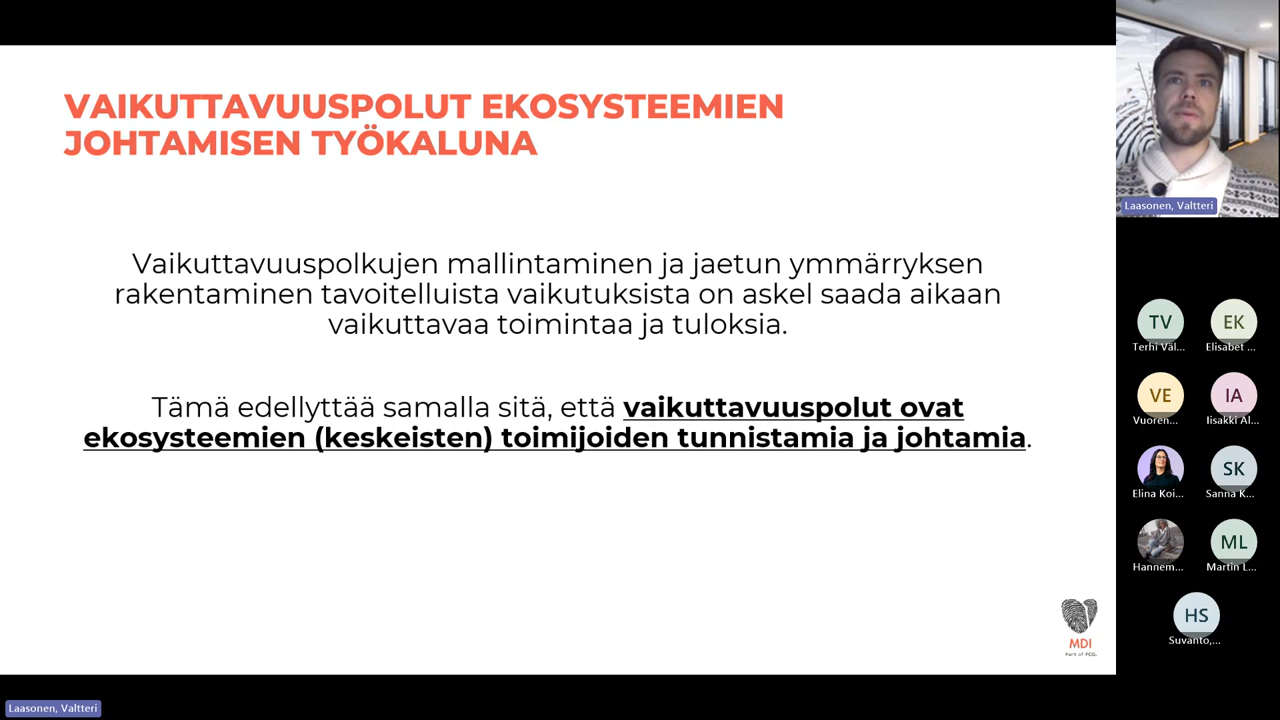 VAIKUTTAVUUSPOLUT EKOSYSTEEMIEN
JOHTAMISEN TYÖKALUNA
Vaikuttavuuspolkujen mallintaminen ja jaetun ymmärryksen
rakentaminen tavoitelluista vaikutuksista on askel saada aikaan
vaikuttavaa toimintaa ja tuloksia.
Tämä edellyttää samalla sitä, että vaikuttavuuspolut ovat
ekosysteemien (keskeisten) toimijoiden tunnistamia ja johtamia.
MDI
Part of FCG.
Laasonen, Valtteri
TV
EK
Terhi Väl...
Elisabet ...
VE
IA
Vuoren...
Iisakki Al...
SK
Elina Koi...
Sanna K...
ML
Hannem...
Martin L...
HS
Suvanto,...
Laasonen, Valtteri